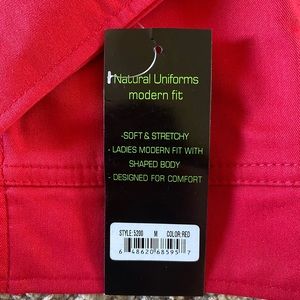 Natural Uniforms
modern fit
-SOFT & STRETCHY
- LADIES MODERN FIT WITH
SHAPED BODY
- DESIGNED FOR COMFORT
STYLE: 5200 M COLOR: RED
6 48620 68595 7